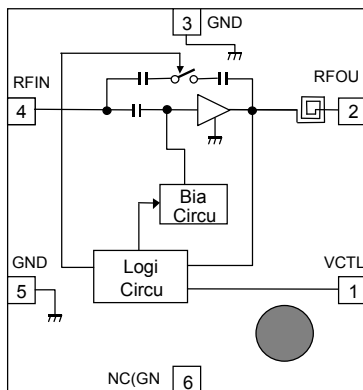 3 GND
RFIN
RFOU
4
2
Bia
Circu
GND
Logi
Circu
VCTL
5
1
NC(GN 6